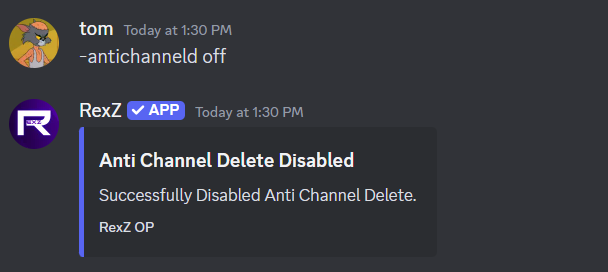 tom Today at 1:30 PM
-antichanneld off
RexZ APP Today at 1:30 PM
REXZ
Anti Channel Delete Disabled
Successfully Disabled Anti Channel Delete.
RexZ OP